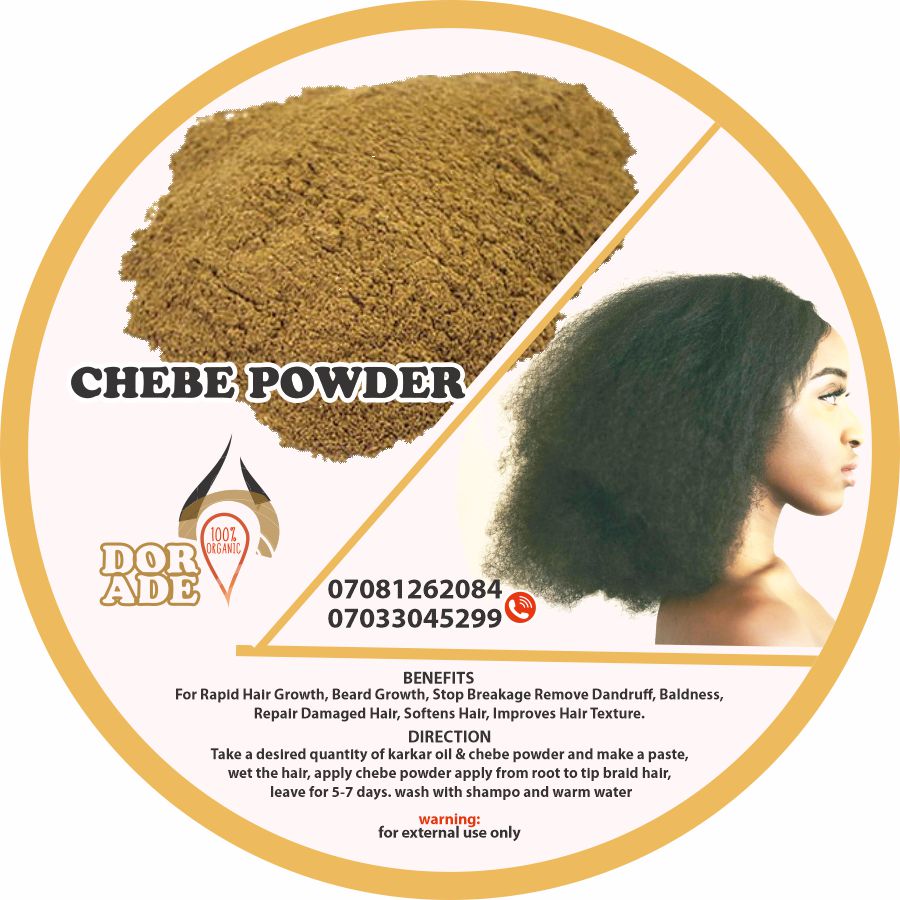 CHEBE POWDER
100%
ORGANIC
DOR
ADE
07081262084
07033045299
BENEFITS
For Rapid Hair Growth, Beard Growth, Stop Breakage Remove Dandruff, Baldness,
Repair Damaged Hair, Softens Hair, Improves Hair Texture.
DIRECTION
Take a desired quantity of karkar oil & chebe powder and make a paste,
wet the hair, apply chebe powder apply from root to tip braid hair,
leave for 5-7 days. wash with shampo and warm water
warning:
for external use only